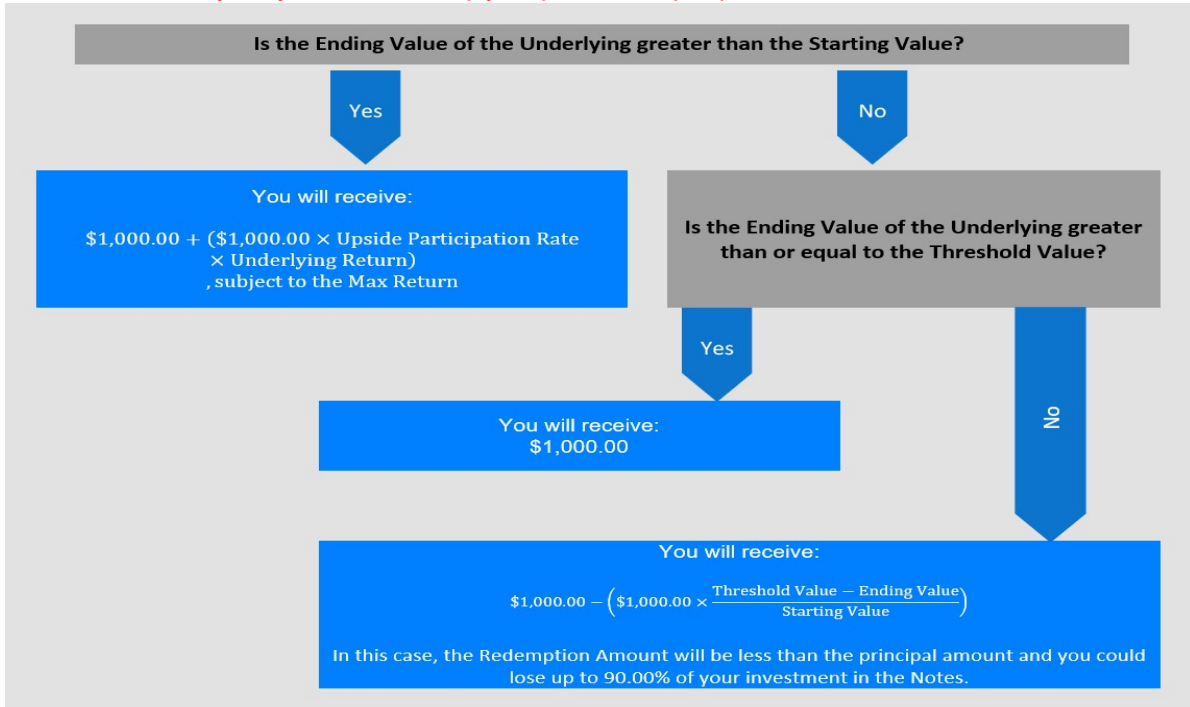 Is the Ending Value of the Underlying greater than the Starting Value?
Yes
No
You will receive:
$1,000.00 + ($1,000.00 × Upside Participation Rate
× Underlying Return)
, subject to the Max Return
Is the Ending Value of the Underlying greater
than or equal to the Threshold Value?
Yes
No
You will receive:
$1,000.00
You will receive:
$1,000.00 − ($1,000.00 × (Threshold Value − Ending Value) / Starting Value)
In this case, the Redemption Amount will be less than the principal amount and you could
lose up to 90.00% of your investment in the Notes.